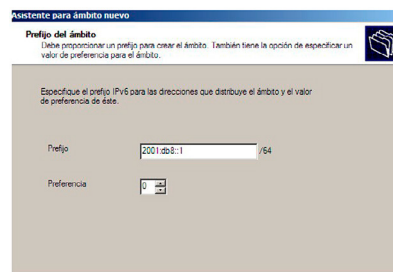 Asistente para ámbito nuevo
Prefijo del ámbito
Debe proporcionar un prefijo para crear el ámbito. También tiene la opción de especificar un
valor de preferencia para el ámbito.
Especifique el prefijo IPv6 para las direcciones que distribuye el ámbito y el valor
de preferencia de éste.
Prefijo
2001:db8::1
/64
Preferencia
0